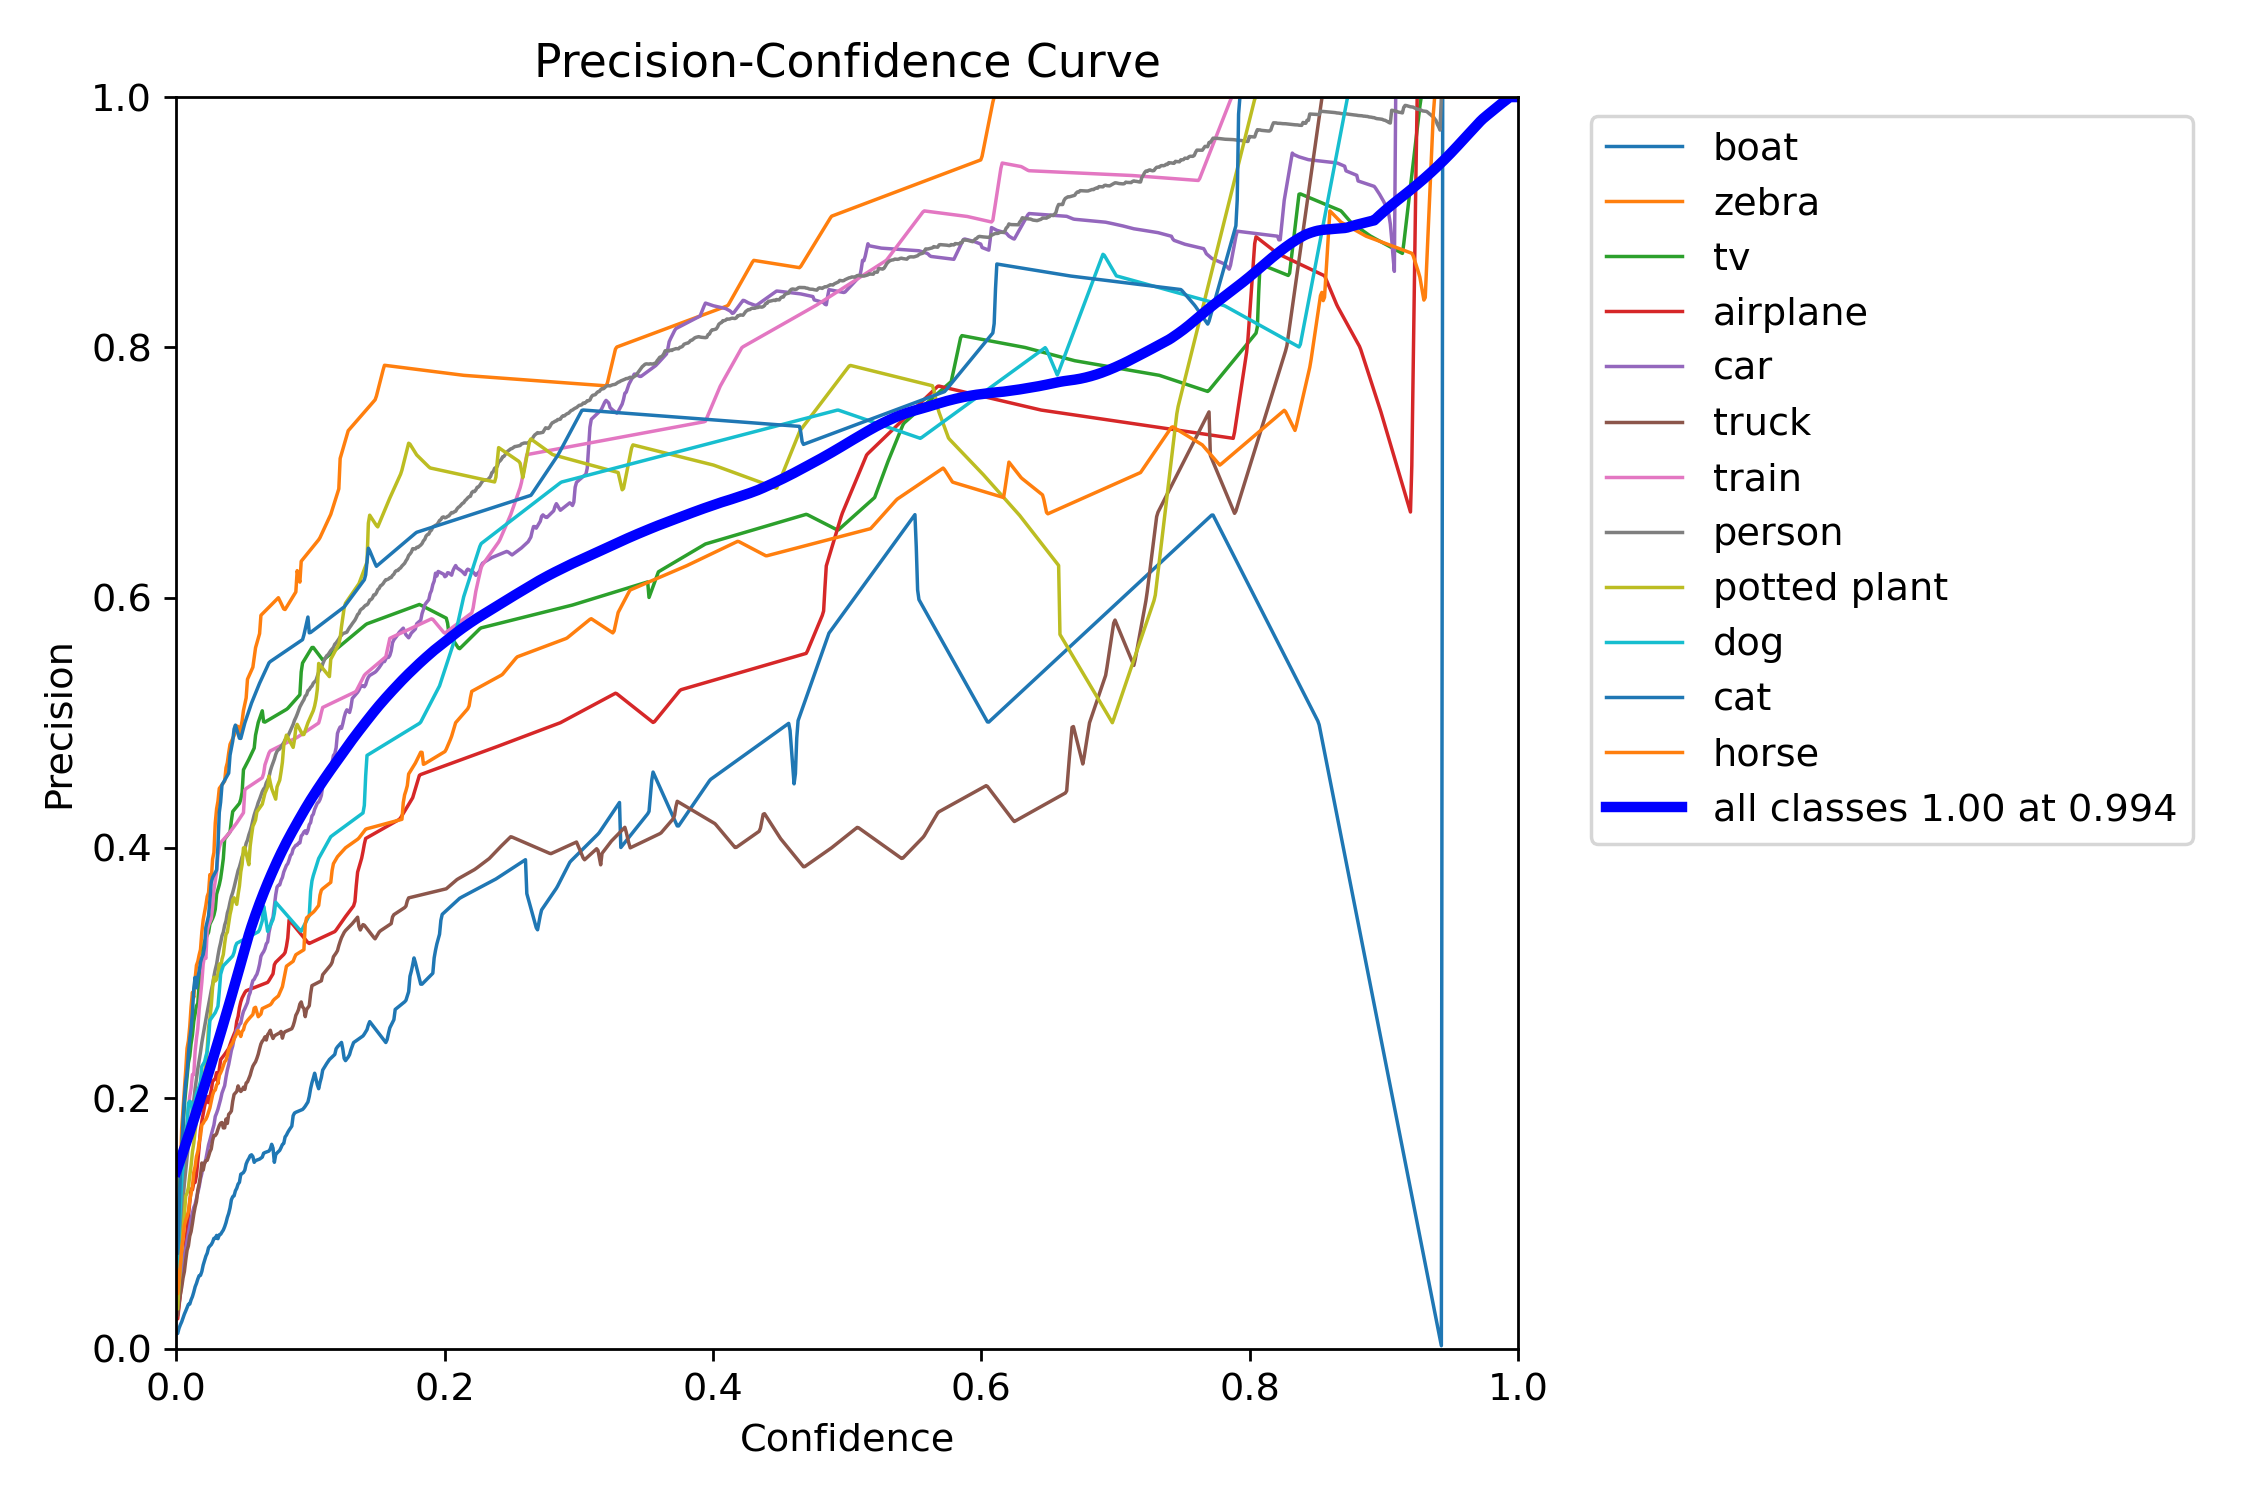 Precision-Confidence Curve
1.0
0.8
0.6
0.4
0.2
0.0
Precision
0.0 0.2 0.4 0.6 0.8 1.0
Confidence
boat
zebra
tv
airplane
car
truck
train
person
potted plant
dog
cat
horse
all classes 1.00 at 0.994